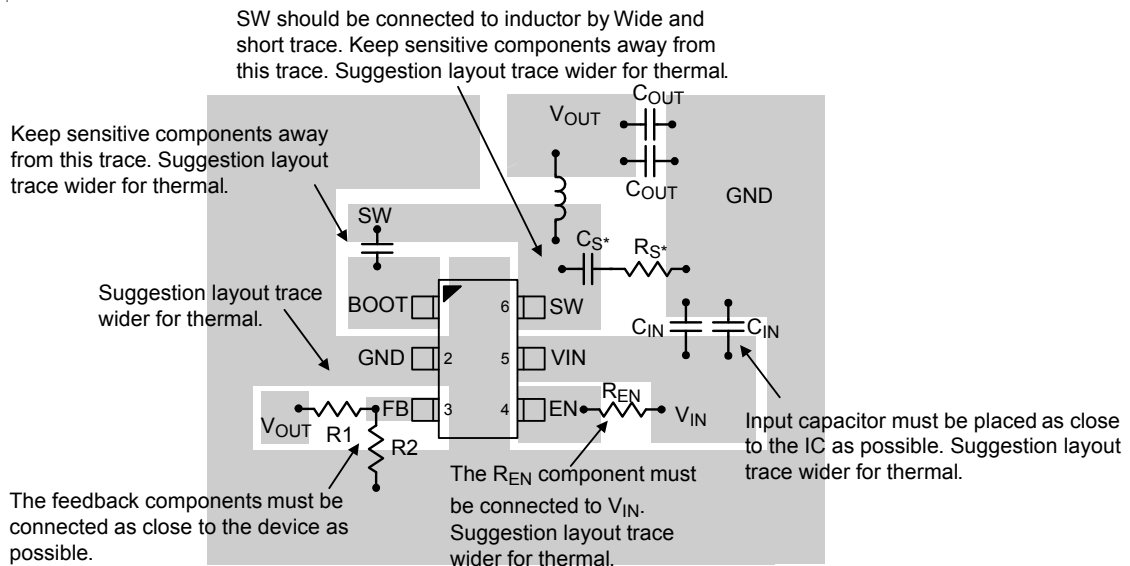 SW should be connected to inductor by Wide and
short trace. Keep sensitive components away from
this trace. Suggestion layout trace wider for thermal.
Keep sensitive components away
from this trace. Suggestion layout
trace wider for thermal.
COUT
VOUT
COUT
GND
SW
CS*
RS*
Suggestion layout trace
wider for thermal.
BOOT
6
SW
CIN
CIN
GND
2
5
VIN
FB
3
4
EN
REN
VIN
VOUT
R1
R2
Input capacitor must be placed as close
to the IC as possible. Suggestion layout
trace wider for thermal.
The feedback components must be
connected as close to the device as
possible.
The REN component must
be connected to VIN.
Suggestion layout trace
wider for thermal.